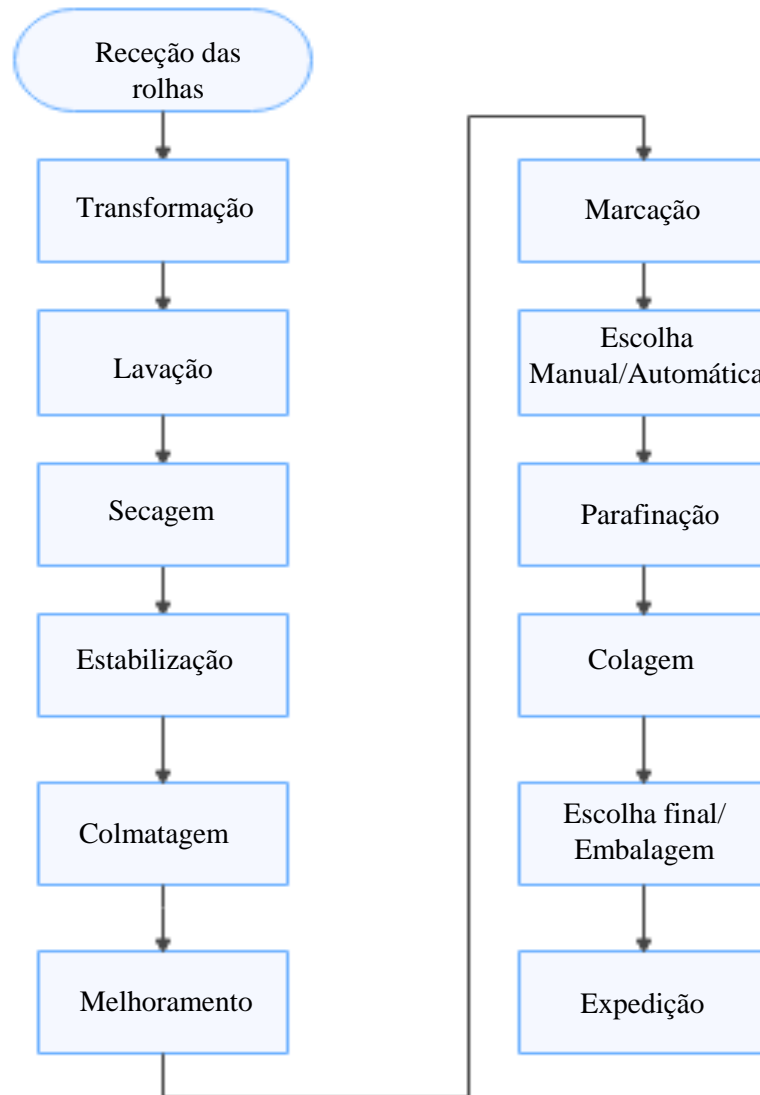 Receção das
rolhas
Transformação
Lavação
Secagem
Estabilização
Colmatagem
Melhoramento
Marcação
Escolha
Manual/Automática
Parafinação
Colagem
Escolha final/
Embalagem
Expedição